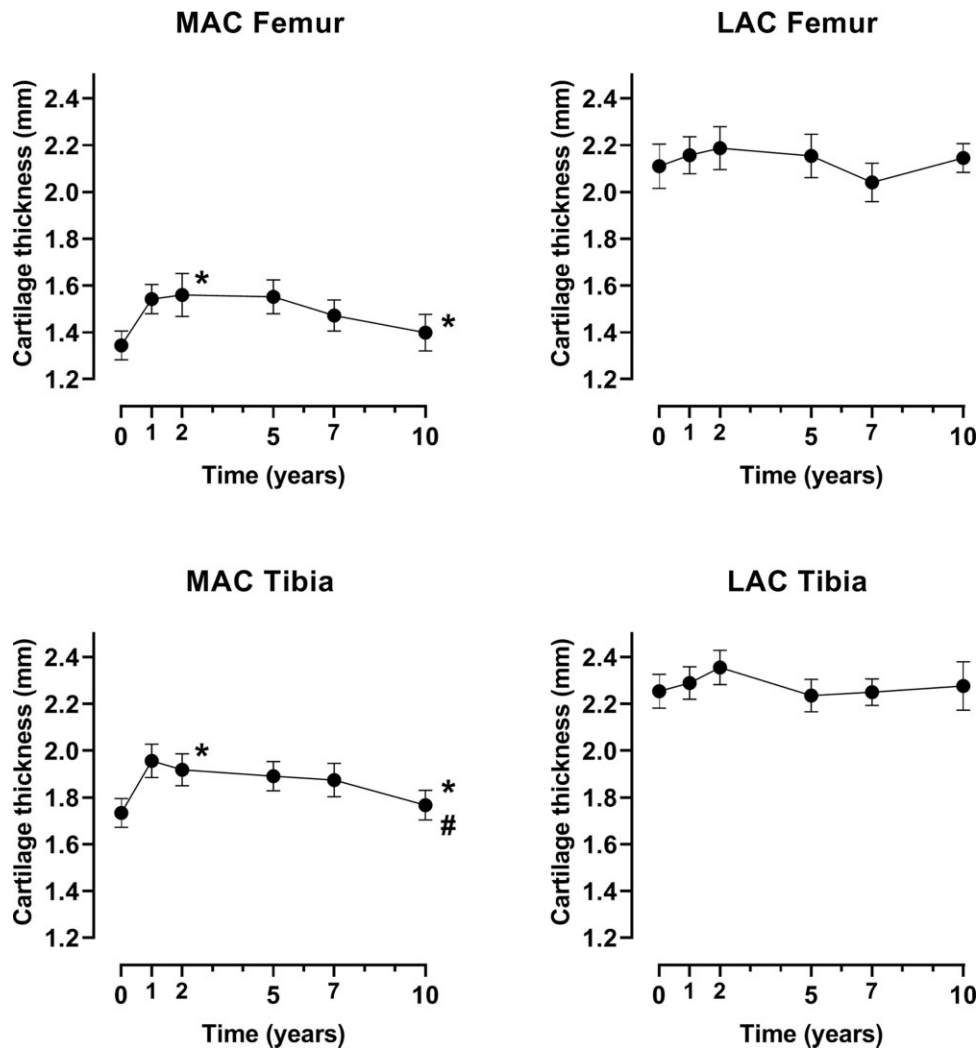 MAC Femur
Cartilage thickness (mm)
2.4
2.2
2.0
1.8
1.6
1.4
1.2
*
*
0 1 2 5 7 10
Time (years)
LAC Femur
Cartilage thickness (mm)
2.4
2.2
2.0
1.8
1.6
1.4
1.2
0 1 2 5 7 10
Time (years)
MAC Tibia
Cartilage thickness (mm)
2.4
2.2
2.0
1.8
1.6
1.4
1.2
*
*
#
0 1 2 5 7 10
Time (years)
LAC Tibia
Cartilage thickness (mm)
2.4
2.2
2.0
1.8
1.6
1.4
1.2
0 1 2 5 7 10
Time (years)